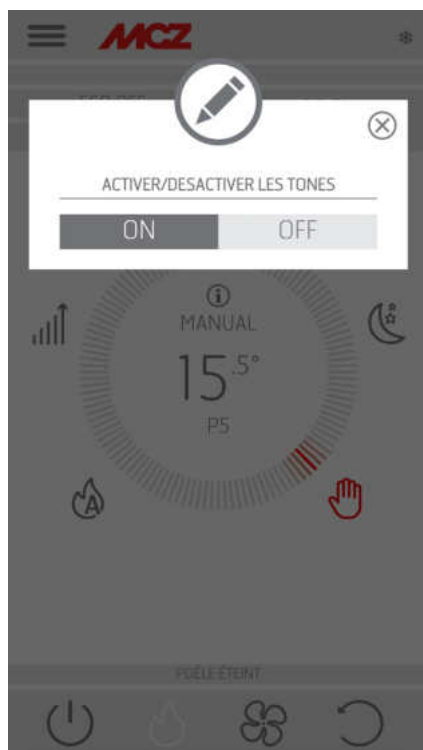 MCZ
ACTIVER/DESACTIVER LES TONES
ON OFF
MANUAL
15.5°
P5
A
POÊLE ÉTEINT